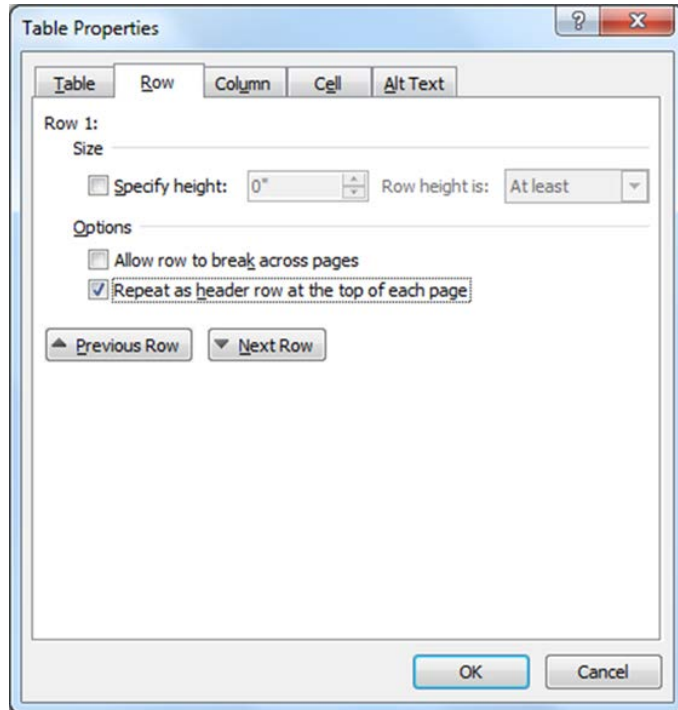 Table Properties
?
Table Row Column Cell Alt Text
Row 1:
Size
Specify height: 0" Row height is: At least
Options
Allow row to break across pages
Repeat as header row at the top of each page
Previous Row Next Row
OK Cancel